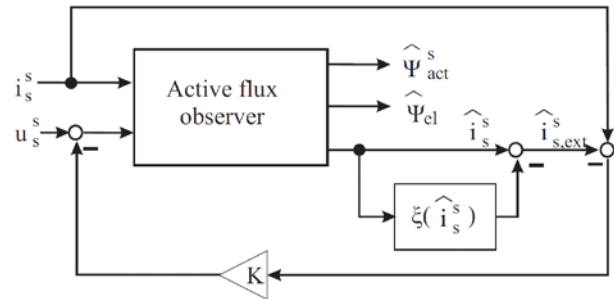 i_s^s
u_s^s
Active flux
observer
Ψ̂_act^s
Ψ̂_el
î_s^s
î_s,ext^s
ξ(î_s^s)
K